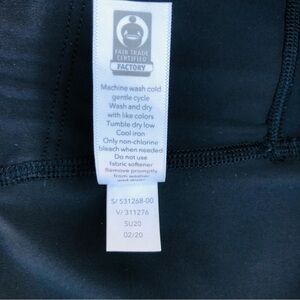 FAIR TRADE
CERTIFIED
FACTORY
Machine wash cold
gentle cycle
Wash and dry
with like colors
Tumble dry low
Cool iron
Only non-chlorine
bleach when needed
Do not use
fabric softener
Remove promptly
from washer
S/ 531268-00
V/ 311276
SU20
02/20